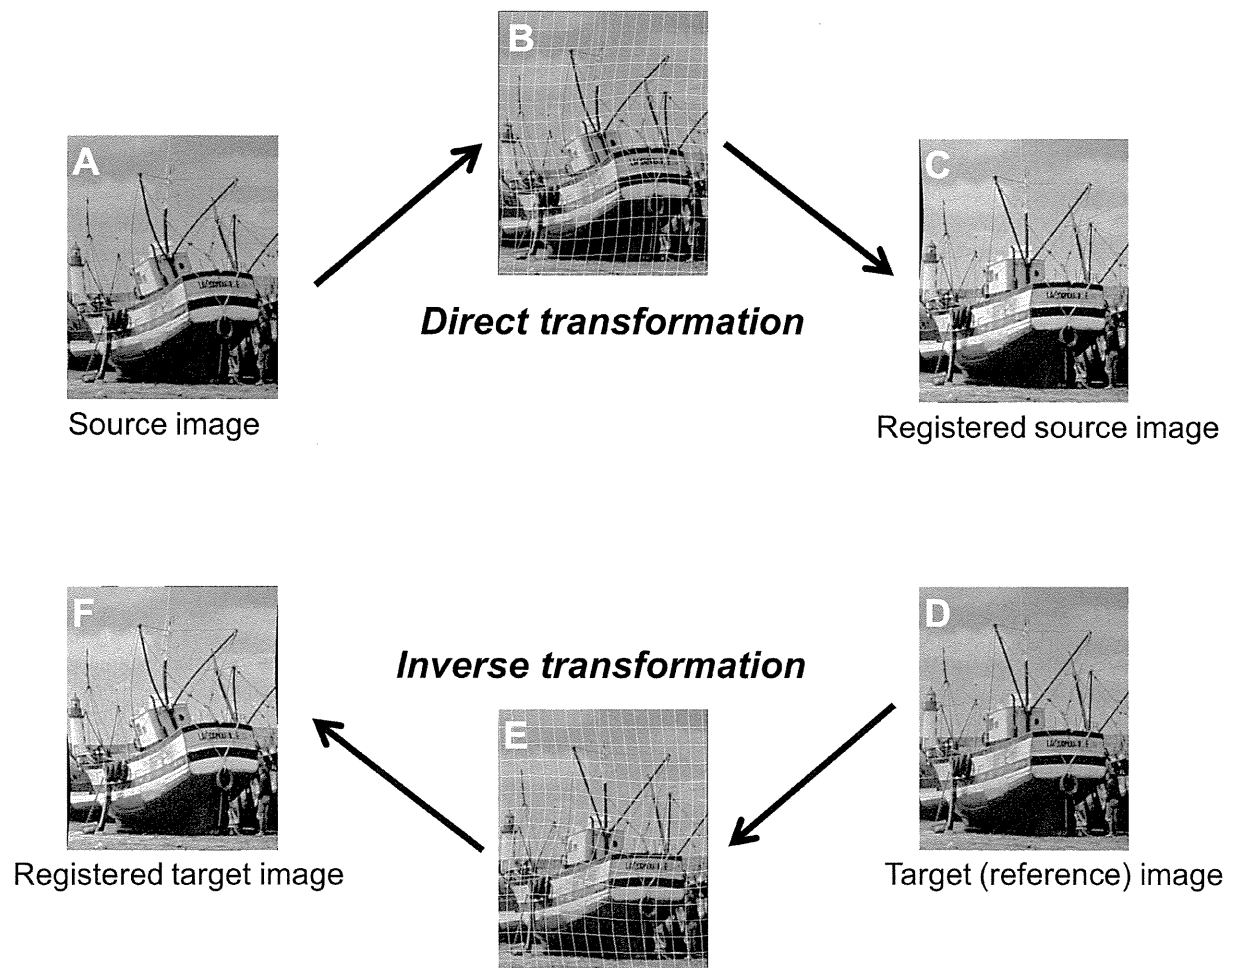 B
A
C
Direct transformation
Source image
Registered source image
F
D
Inverse transformation
E
Registered target image
Target (reference) image